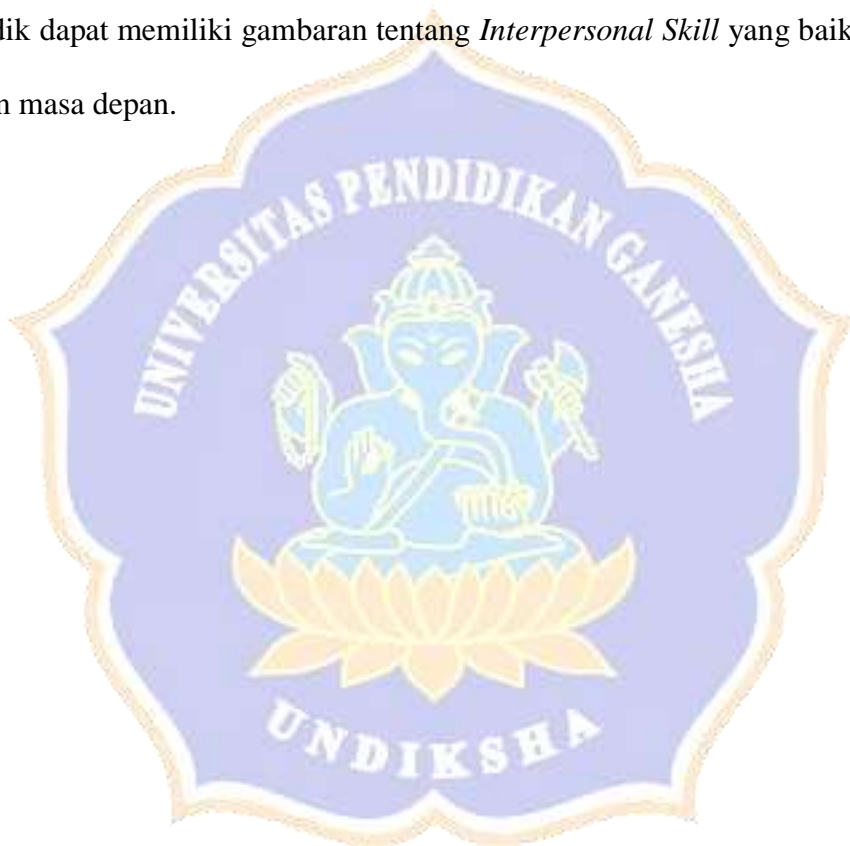 dik dapat memiliki gambaran tentang Interpersonal Skill yang baik
n masa depan.
UNIVERSITAS PENDIDIKAN GANESHA
UNDIKSHA